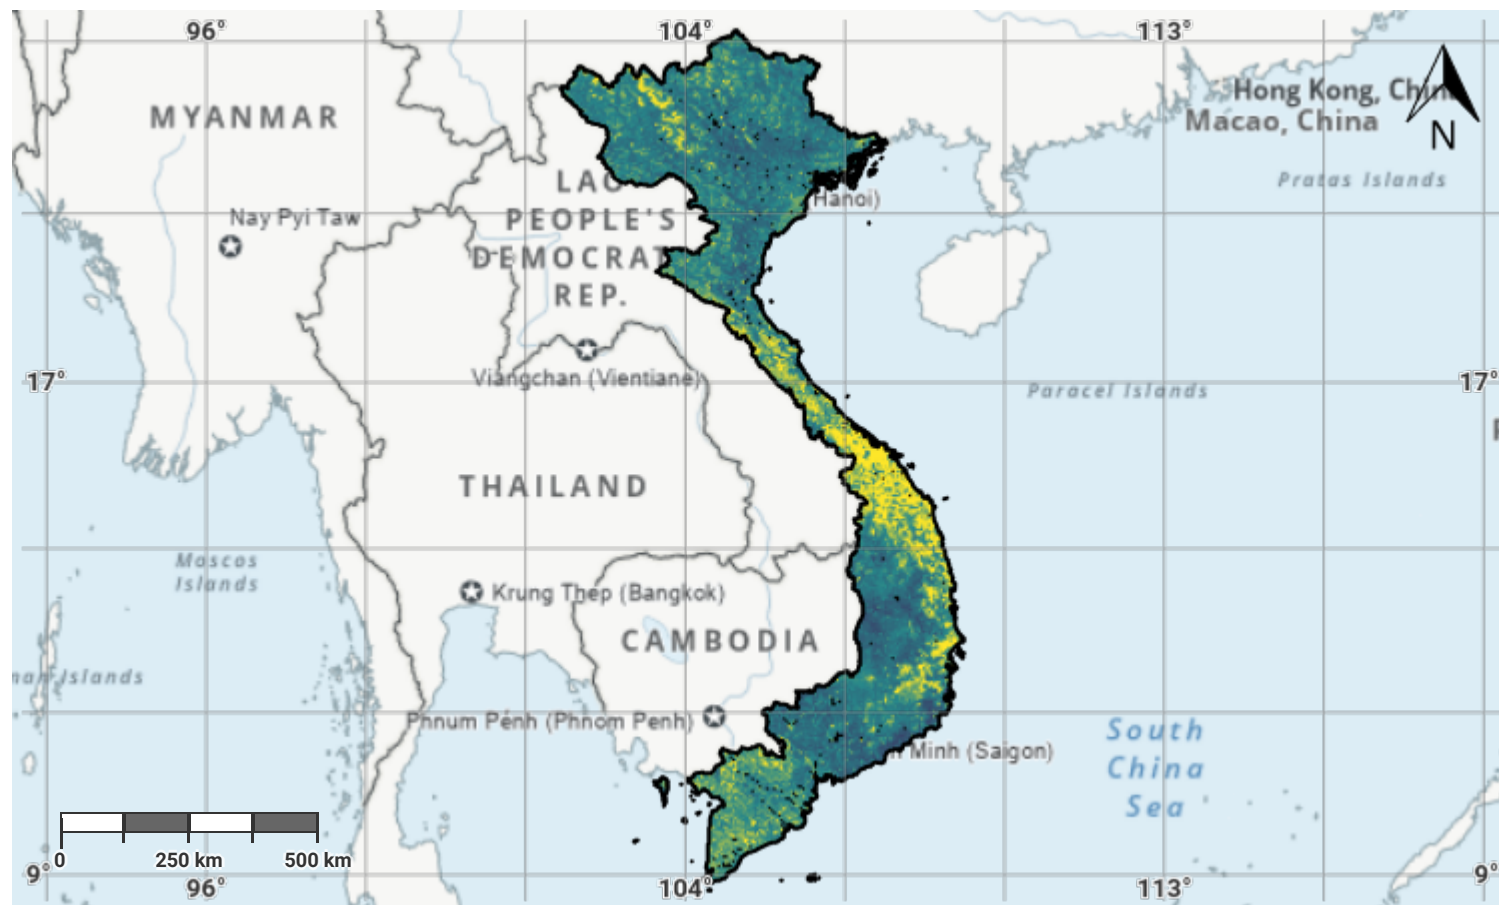 96°
104°
113°
MYANMAR
Hong Kong, China
Macao, China
N
LAO
PEOPLE'S
DEMOCRAT
REP.
Hanoi)
Pratas Islands
Nay Pyi Taw
Viangchan (Vientiane)
17°
17°
Paracel Islands
THAILAND
Moscos
Islands
Krung Thep (Bangkok)
CAMBODIA
Islands
Phnum Pénh (Phnom Penh)
Minh (Saigon)
South
China
Sea
0
250 km
500 km
9°
9°
96°
104°
113°